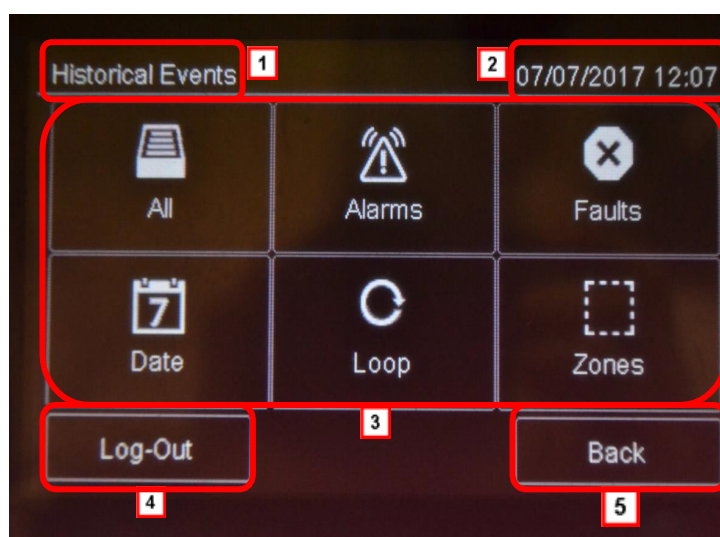 Historical Events
1
2
07/07/2017 12:07
All
Alarms
Faults
7
Date
Loop
Zones
3
Log-Out
Back
4
5